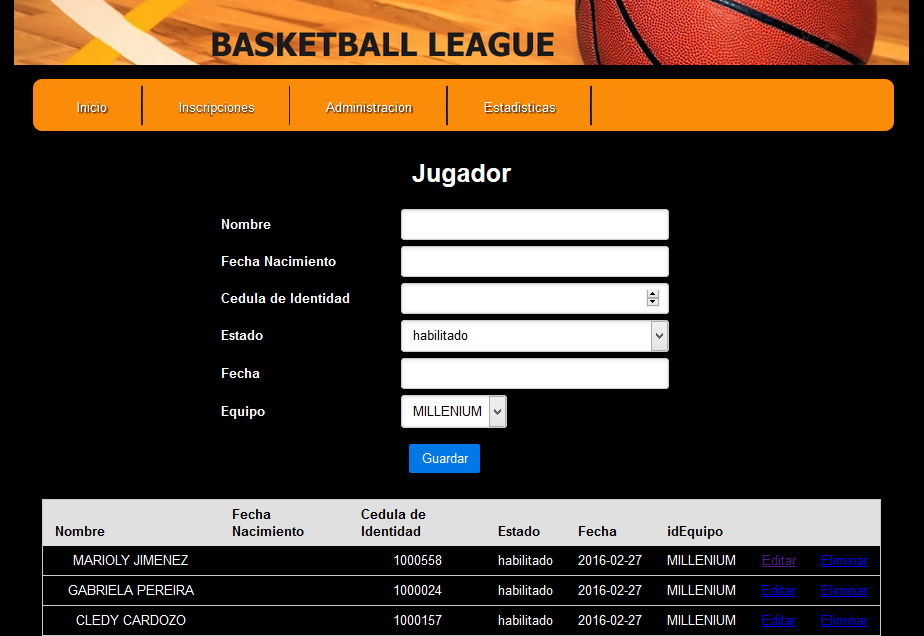 BASKETBALL LEAGUE
Inicio Inscripciones Administracion Estadisticas
Jugador
Nombre
Fecha Nacimiento
Cedula de Identidad
Estado habilitado
Fecha
Equipo MILLENIUM
Guardar
Nombre Fecha Nacimiento Cedula de Identidad Estado Fecha idEquipo
MARIOLY JIMENEZ 1000558 habilitado 2016-02-27 MILLENIUM Editar Eliminar
GABRIELA PEREIRA 1000024 habilitado 2016-02-27 MILLENIUM Editar Eliminar
CLEDY CARDOZO 1000157 habilitado 2016-02-27 MILLENIUM Editar Eliminar